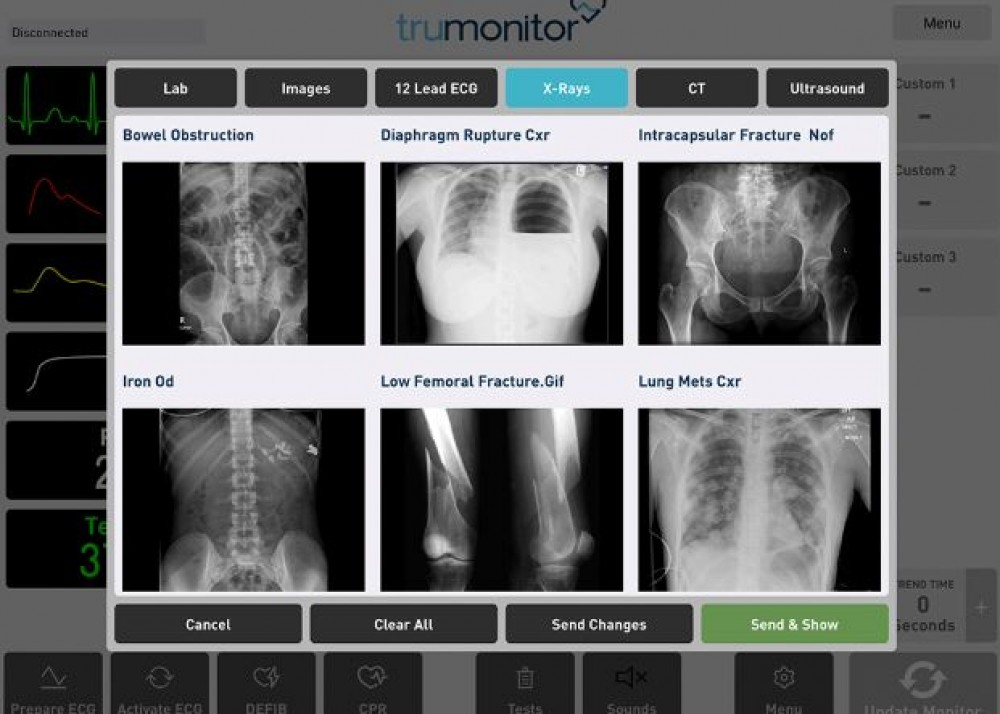 trumonitor
Disconnected
Menu
Lab
Images
12 Lead ECG
X-Rays
CT
Ultrasound
Custom 1
-
Custom 2
-
Custom 3
-
Bowel Obstruction
Diaphragm Rupture Cxr
Intracapsular Fracture Nof
Iron Od
Low Femoral Fracture.Gif
Lung Mets Cxr
Te
TREND TIME
0
Seconds
+
Cancel
Clear All
Send Changes
Send & Show
Prepare ECG
Activate ECG
DEFIB
CPR
Tests
Sounds
Menu
Update Monitor